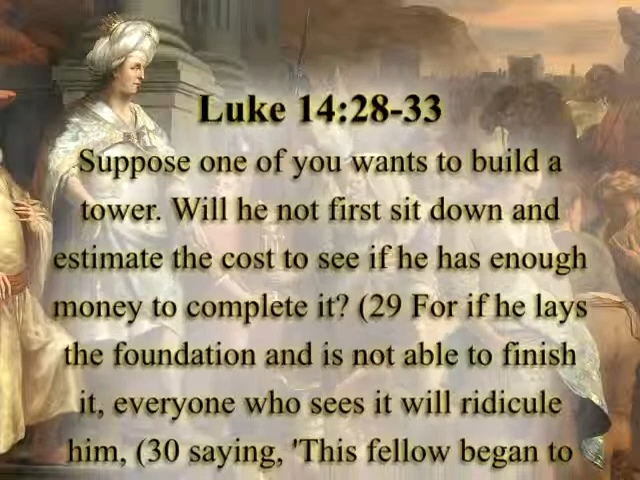 Luke 14:28-33
Suppose one of you wants to build a
tower. Will he not first sit down and
estimate the cost to see if he has enough
money to complete it? (29 For if he lays
the foundation and is not able to finish
it, everyone who sees it will ridicule
him, (30 saying, 'This fellow began to